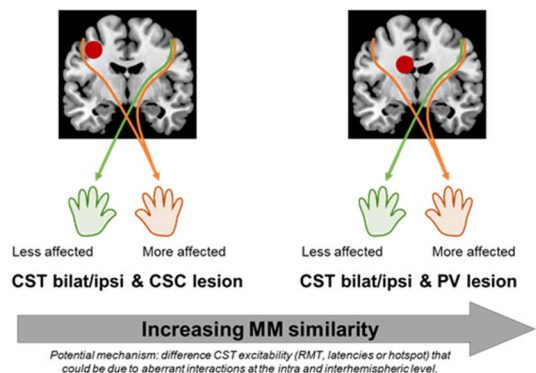 Less affected More affected Less affected More affected
CST bilat/ipsi & CSC lesion CST bilat/ipsi & PV lesion
Increasing MM similarity
Potential mechanism: difference CST excitability (RMT, latencies or hotspot) that
could be due to aberrant interactions at the intra and interhemispheric level.